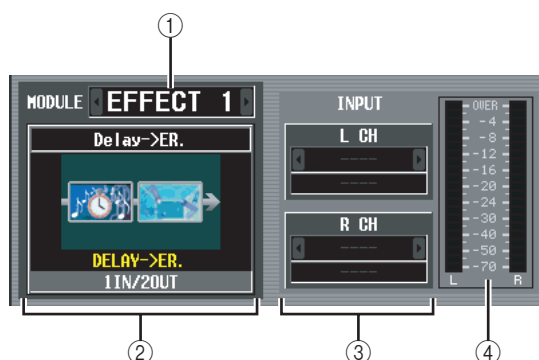 ①
MODULE EFFECT 1
Delay->ER.
DELAY->ER.
1IN/2OUT
INPUT
L CH
----
----
R CH
----
----
OVER
-4
-8
-12
-16
-20
-24
-30
-40
-50
-70
L R
② ③ ④